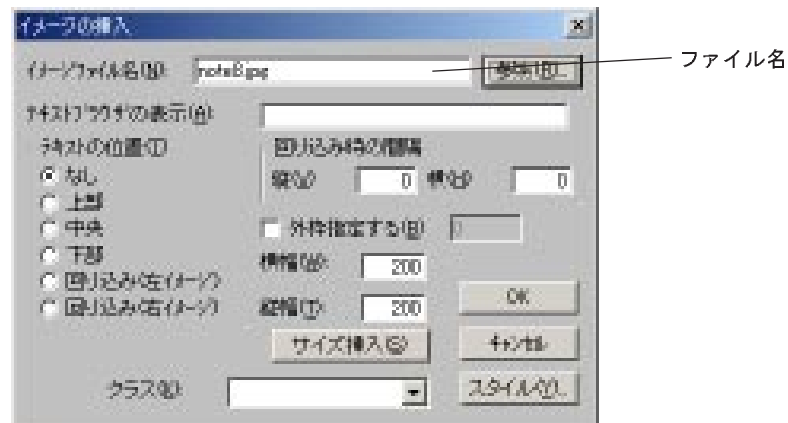 イメージの挿入
イメージファイル名(N): note8.jpg 参照(R)... ファイル名
テキストブラウザの表示(A):
テキストの位置(T) 回り込み時の間隔
なし 縦(V) 0 横(H) 0
上部
中央 外枠指定する(B) 0
下部 横幅(W): 200
回り込み(左イメージ)
回り込み(右イメージ) 縦幅(T): 200 OK
サイズ挿入(S) キャンセル
クラス(K): スタイル(Y)...